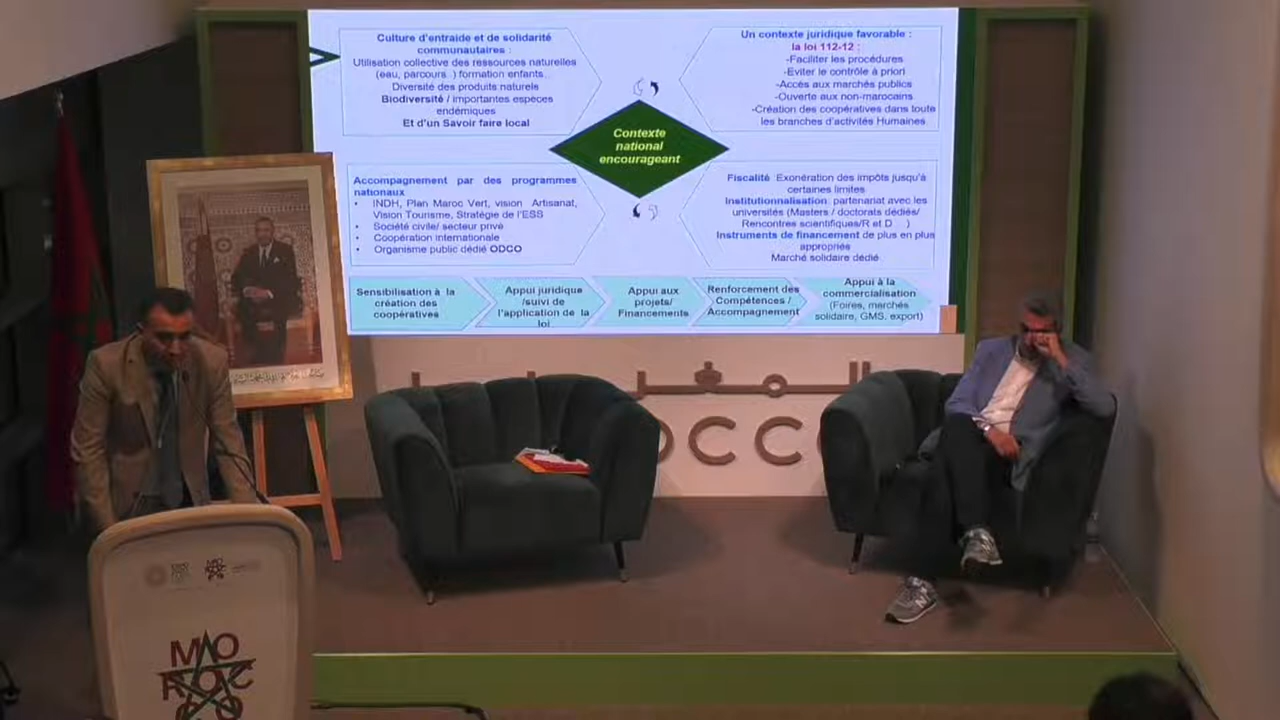 Culture d'entraide et de solidarité
communautaires :
Utilisation collective des ressources naturelles
(eau, parcours..) formation enfants..
Diversité des produits naturels
Biodiversité / importantes espèces
endémiques
Et d'un Savoir faire local
Un contexte juridique favorable :
la loi 112-12 :
-Faciliter les procédures
-Eviter le contrôle à priori
-Accès aux marchés publics
-Ouverte aux non-marocains
-Création des coopératives dans toute
les branches d'activités Humaines
Contexte
national
encourageant
Accompagnement par des programmes
nationaux
• INDH, Plan Maroc Vert, vision Artisanat,
Vision Tourisme, Stratégie de l'ESS
• Société civile/ secteur privé
• Coopération internationale
• Organisme public dédié ODCO
Fiscalité Exonération des impôts jusqu'à
certaines limites
Institutionnalisation: partenariat avec les
universités (Masters / doctorats dédiés/
Rencontres scientifiques/R et D )
Instruments de financement de plus en plus
appropriés
Marché solidaire dédié
Sensibilisation à la
création des
coopératives
Appui juridique
/suivi de
l'application de la
loi
Appui aux
projets/
Financements
Renforcement des
Compétences /
Accompagnement
Appui à la
commercialisation
(Foires, marchés
solidaire, GMS, export)
المغر
OCCO
MO
ROC
CO